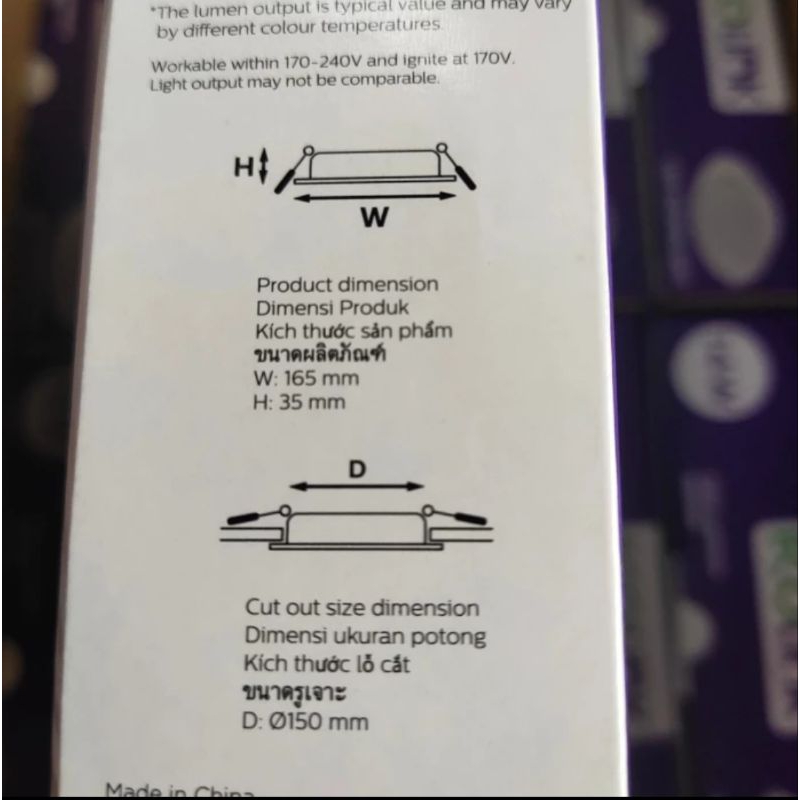 *The lumen output is typical value and may vary
by different colour temperatures.
Workable within 170-240V and ignite at 170V.
Light output may not be comparable.
H
W
Product dimension
Dimensi Produk
Kích thước sản phẩm
ขนาดผลิตภัณฑ์
W: 165 mm
H: 35 mm
D
Cut out size dimension
Dimensi ukuran potong
Kích thước lỗ cắt
ขนาดรูเจาะ
D: Ø150 mm
Made in China